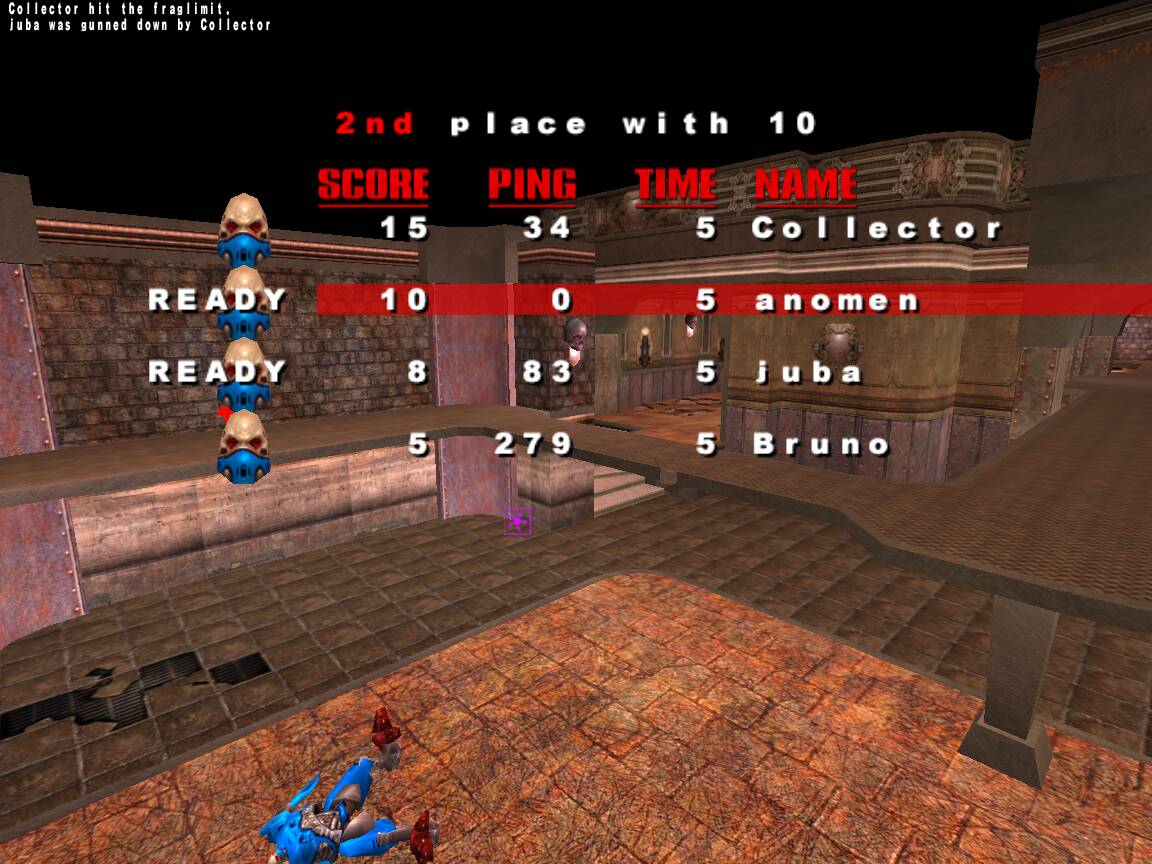 Collector hit the fraglimit.
juba was gunned down by Collector
2nd place with 10
SCORE PING TIME NAME
15 34 5 Collector
READY 10 0 5 anomen
READY 8 83 5 juba
5 279 5 Bruno